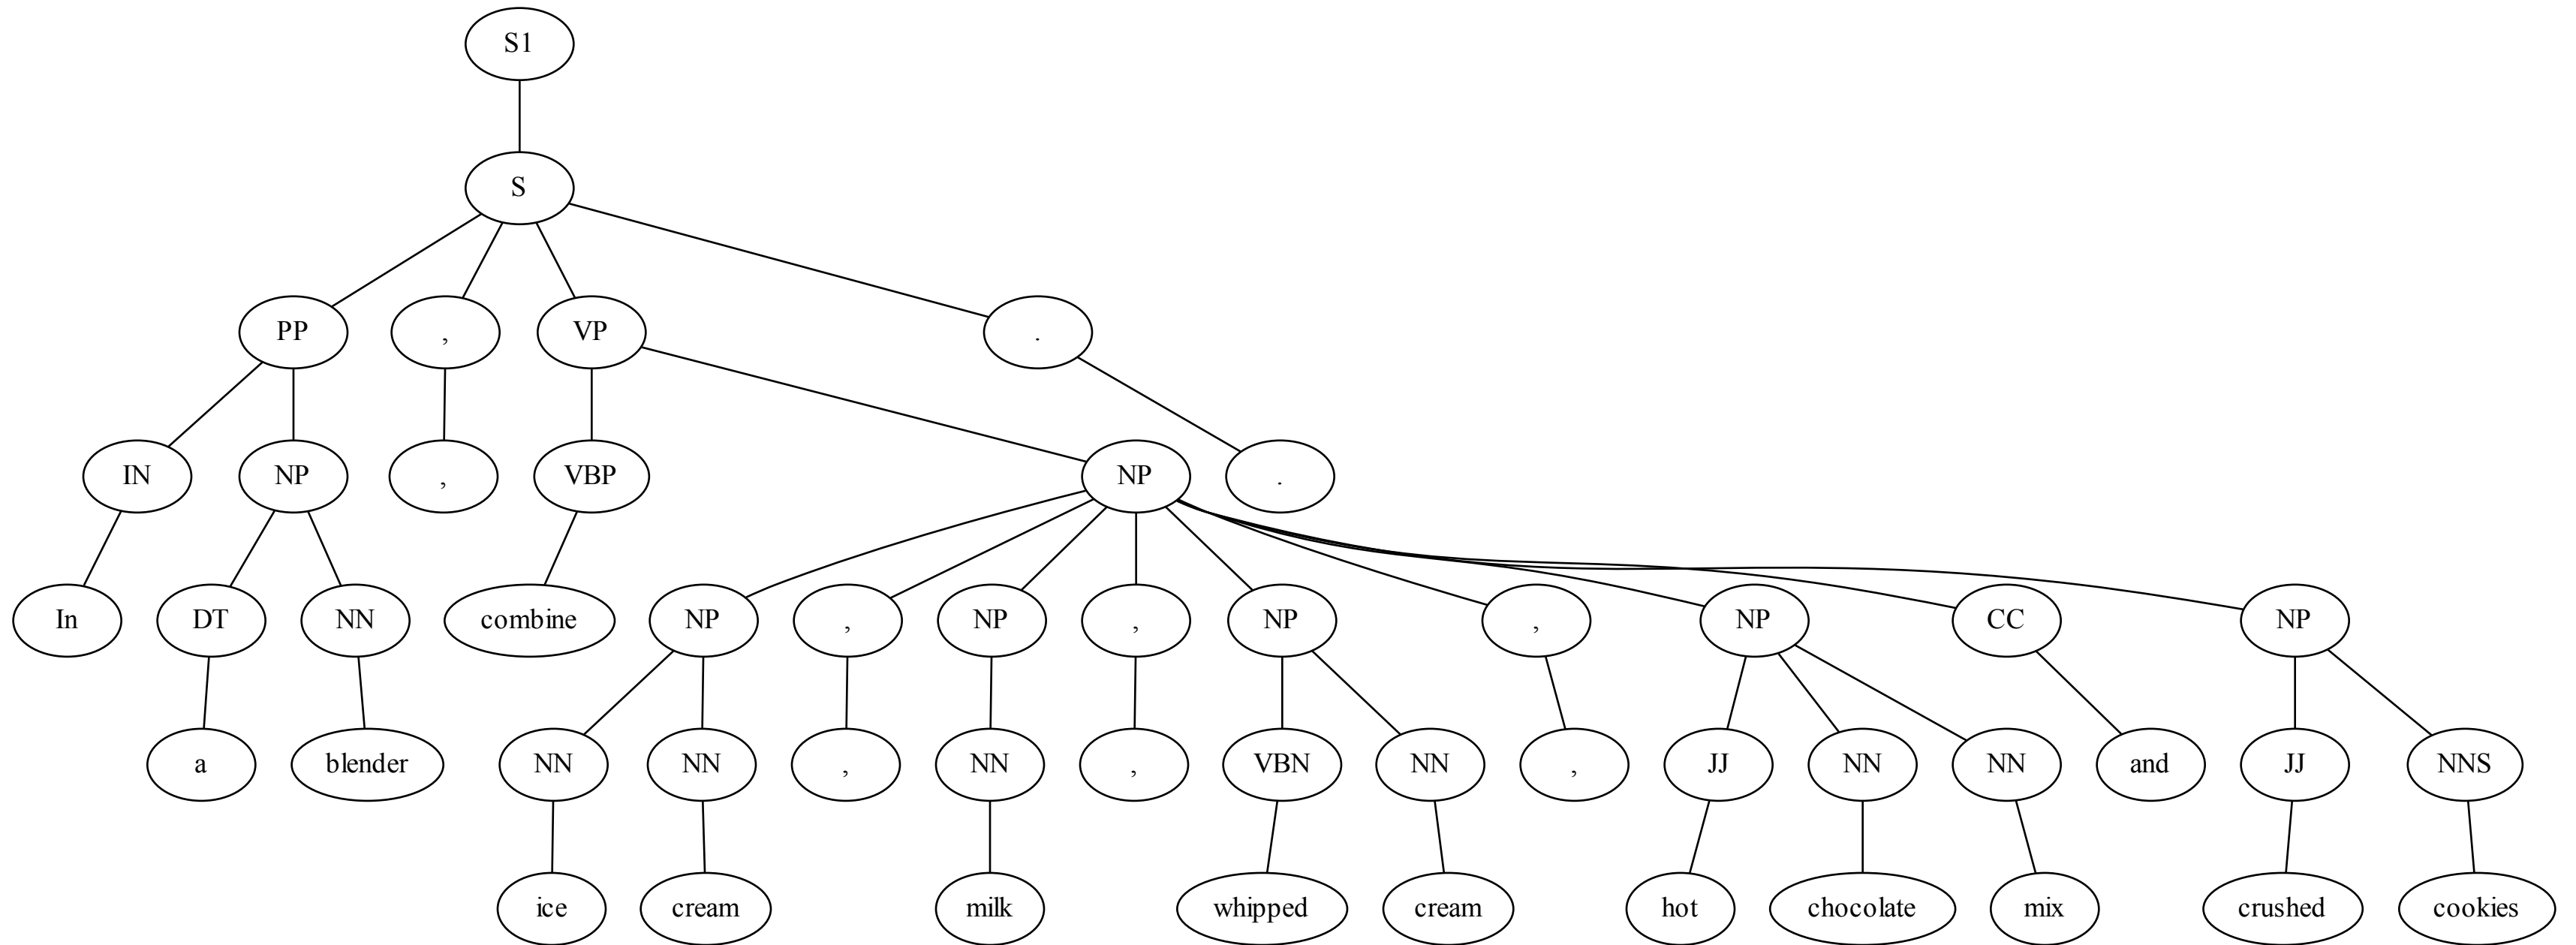 S1
S
PP , VP .
IN NP , VBP NP .
In DT NN combine NP , NP , NP , NP CC NP
a blender NN NN , NN , VBN NN , JJ NN NN and JJ NNS
ice cream milk whipped cream hot chocolate mix crushed cookies